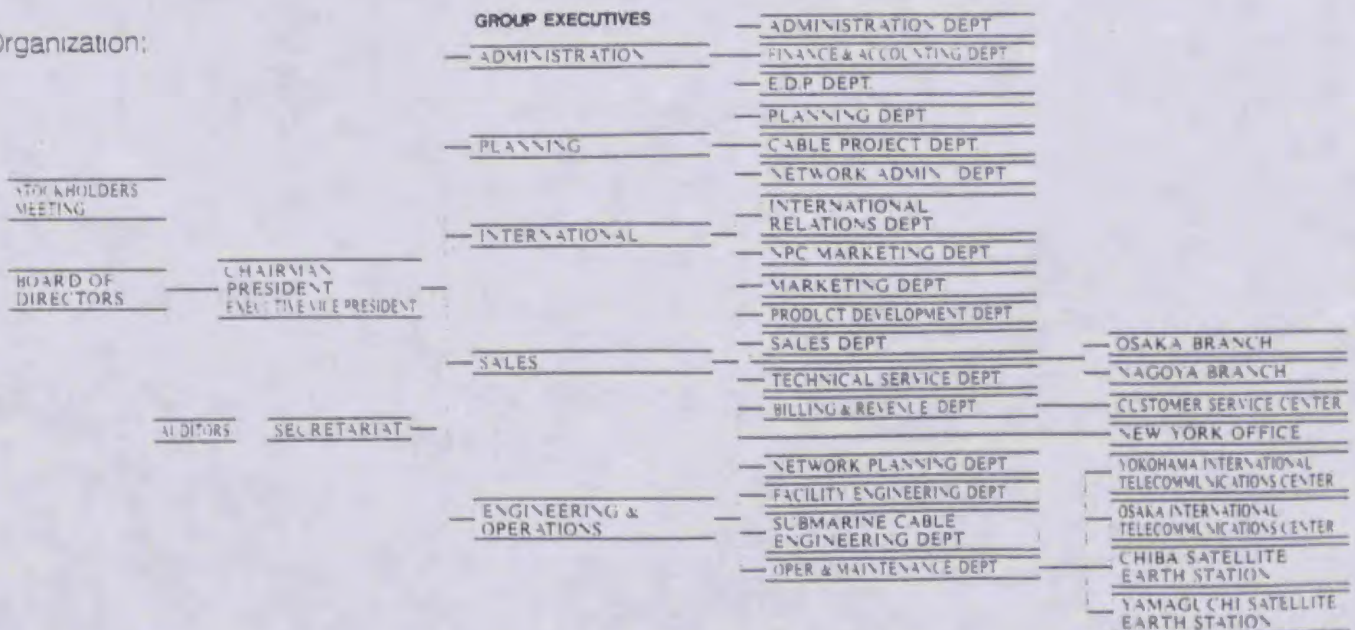 Organization:
STOCKHOLDERS
MEETING
BOARD OF
DIRECTORS
CHAIRMAN
PRESIDENT
EXECUTIVE VICE PRESIDENT
AUDITORS
SECRETARIAT
GROUP EXECUTIVES
ADMINISTRATION
PLANNING
INTERNATIONAL
SALES
ENGINEERING &
OPERATIONS
ADMINISTRATION DEPT
FINANCE & ACCOUNTING DEPT
E.D.P DEPT.
PLANNING DEPT
CABLE PROJECT DEPT
NETWORK ADMIN DEPT
INTERNATIONAL
RELATIONS DEPT
NPC MARKETING DEPT
MARKETING DEPT
PRODUCT DEVELOPMENT DEPT
SALES DEPT
TECHNICAL SERVICE DEPT
BILLING & REVENUE DEPT
NETWORK PLANNING DEPT
FACILITY ENGINEERING DEPT
SUBMARINE CABLE
ENGINEERING DEPT
OPER & MAINTENANCE DEPT
OSAKA BRANCH
NAGOYA BRANCH
CUSTOMER SERVICE CENTER
NEW YORK OFFICE
YOKOHAMA INTERNATIONAL
TELECOMMUNICATIONS CENTER
OSAKA INTERNATIONAL
TELECOMMUNICATIONS CENTER
CHIBA SATELLITE
EARTH STATION
YAMAGUCHI SATELLITE
EARTH STATION